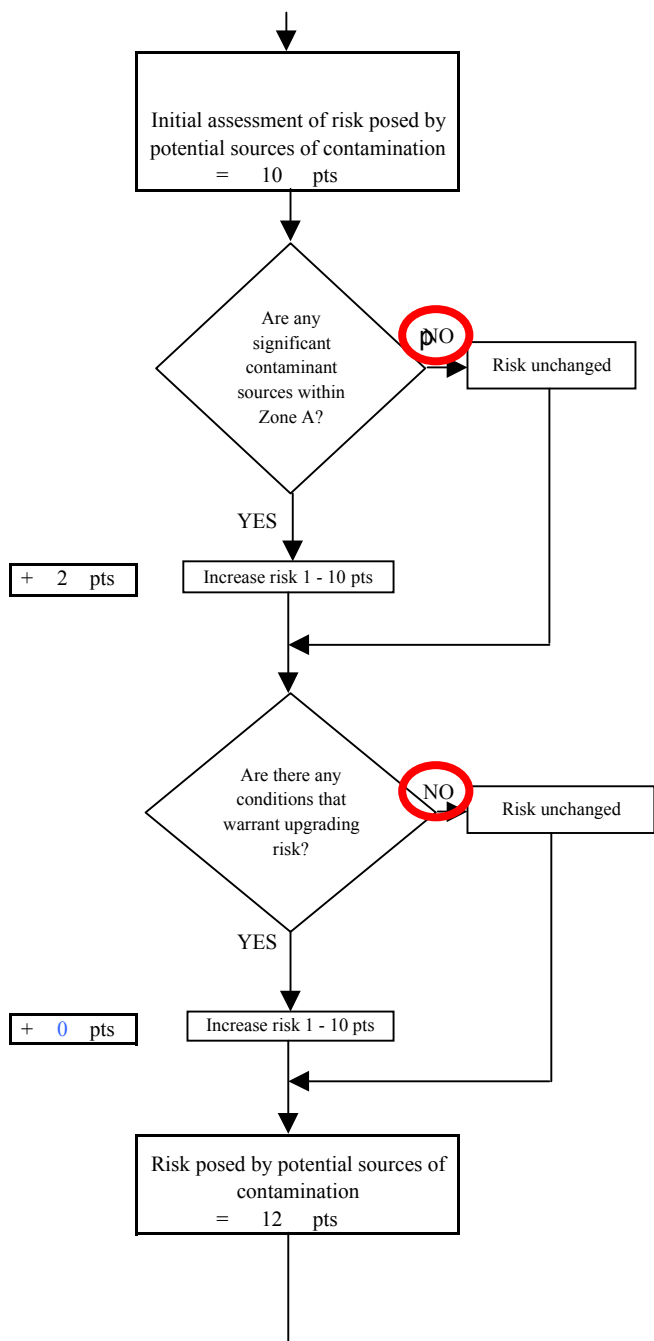 Initial assessment of risk posed by
potential sources of contamination
= 10 pts
Are any
significant
contaminant
sources within
Zone A?
pNO
Risk unchanged
YES
+ 2 pts
Increase risk 1 - 10 pts
Are there any
conditions that
warrant upgrading
risk?
NO
Risk unchanged
YES
+ 0 pts
Increase risk 1 - 10 pts
Risk posed by potential sources of
contamination
= 12 pts